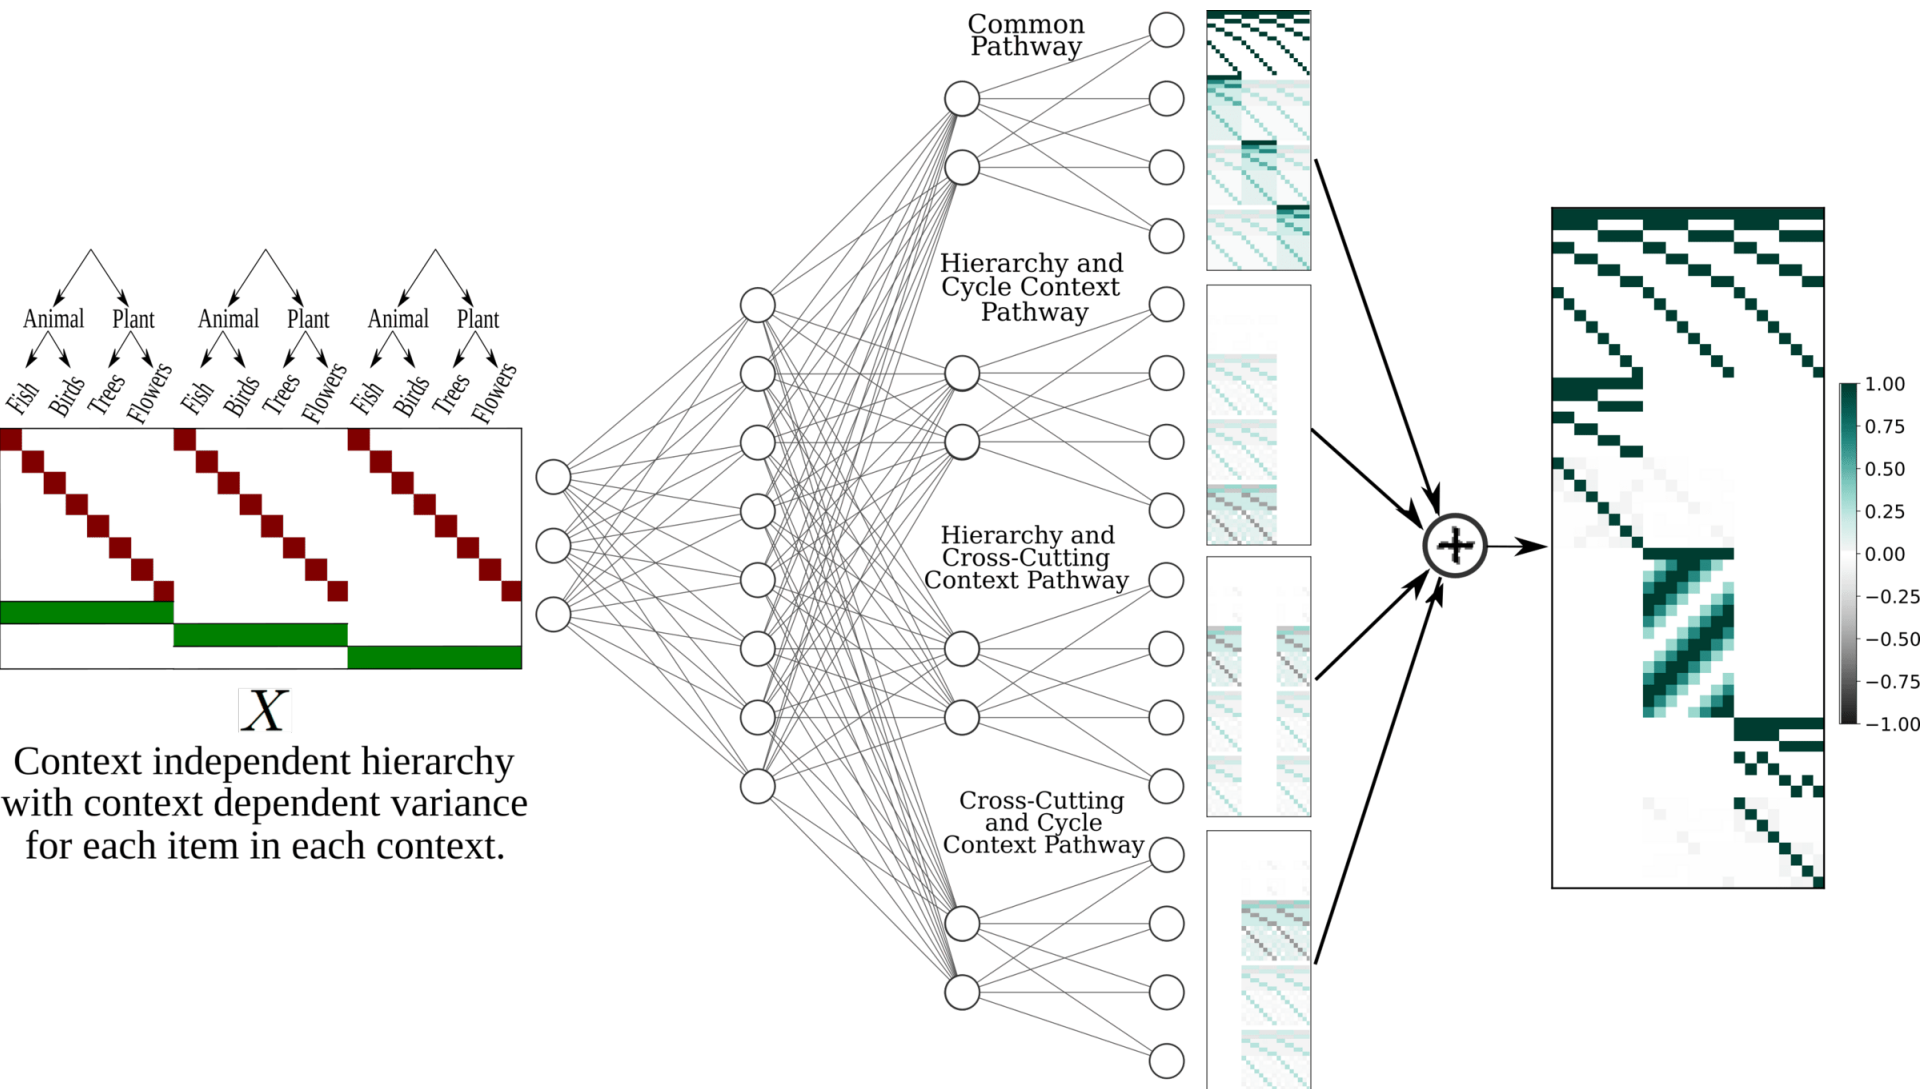 Common
Pathway
Hierarchy and
Cycle Context
Pathway
Hierarchy and
Cross-Cutting
Context Pathway
Cross-Cutting
and Cycle
Context Pathway
Animal Plant Animal Plant Animal Plant
Fish Birds Trees Flowers Fish Birds Trees Flowers Fish Birds Trees Flowers
X
Context independent hierarchy
with context dependent variance
for each item in each context.
+
1.00
0.75
0.50
0.25
0.00
−0.25
−0.50
−0.75
−1.00